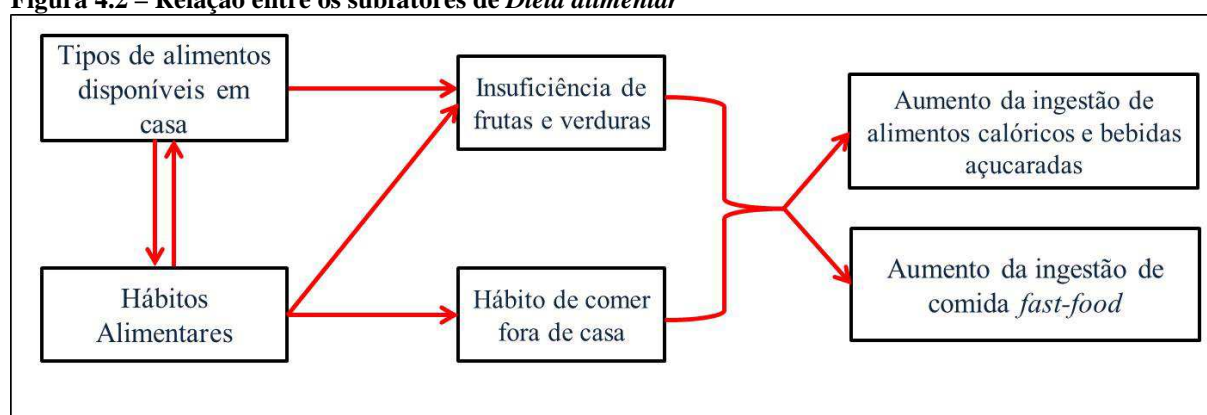 Figura 4.2 – Relação entre os subfatores de Dieta alimentar
Tipos de alimentos
disponíveis em
casa
Insuficiência de
frutas e verduras
Aumento da ingestão de
alimentos calóricos e bebidas
açucaradas
Hábitos
Alimentares
Hábito de comer
fora de casa
Aumento da ingestão de
comida fast-food